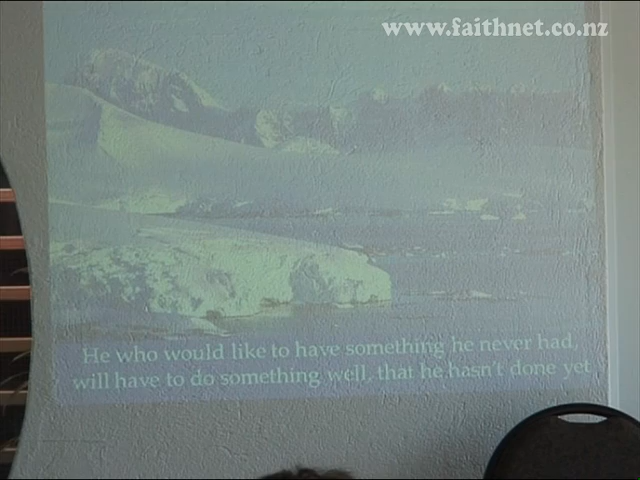 www.faithnet.co.nz
He who would like to have something he never had,
will have to do something well, that he hasn't done yet